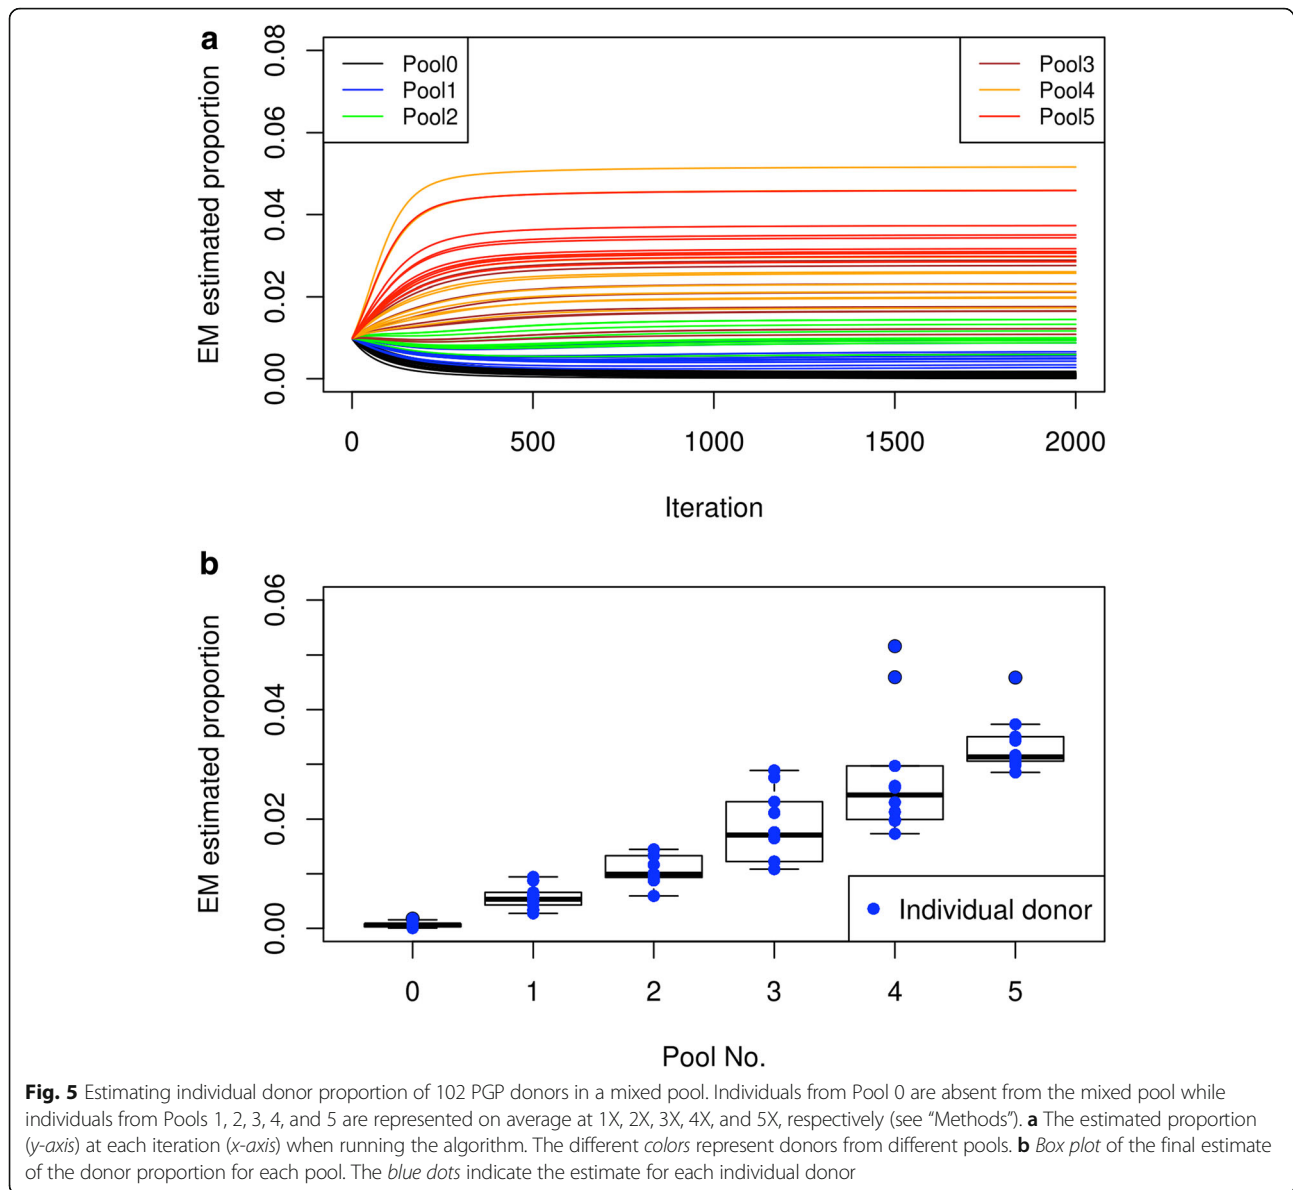 a
EM estimated proportion
0.08
0.06
0.04
0.02
0.00
Pool0
Pool1
Pool2
Pool3
Pool4
Pool5
0 500 1000 1500 2000
Iteration
b
EM estimated proportion
0.06
0.04
0.02
0.00
Individual donor
0 1 2 3 4 5
Pool No.
Fig. 5 Estimating individual donor proportion of 102 PGP donors in a mixed pool. Individuals from Pool 0 are absent from the mixed pool while
individuals from Pools 1, 2, 3, 4, and 5 are represented on average at 1X, 2X, 3X, 4X, and 5X, respectively (see “Methods”). a The estimated proportion
(y-axis) at each iteration (x-axis) when running the algorithm. The different colors represent donors from different pools. b Box plot of the final estimate
of the donor proportion for each pool. The blue dots indicate the estimate for each individual donor